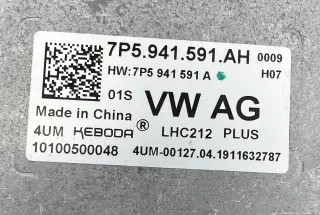 7P5.941.591.AH 0009
HW:7P5 941 591 A H07
01S VW AG
Made in China
4UM KEBODA® LHC212 PLUS
10100500048 4UM-00127.04.1911632787